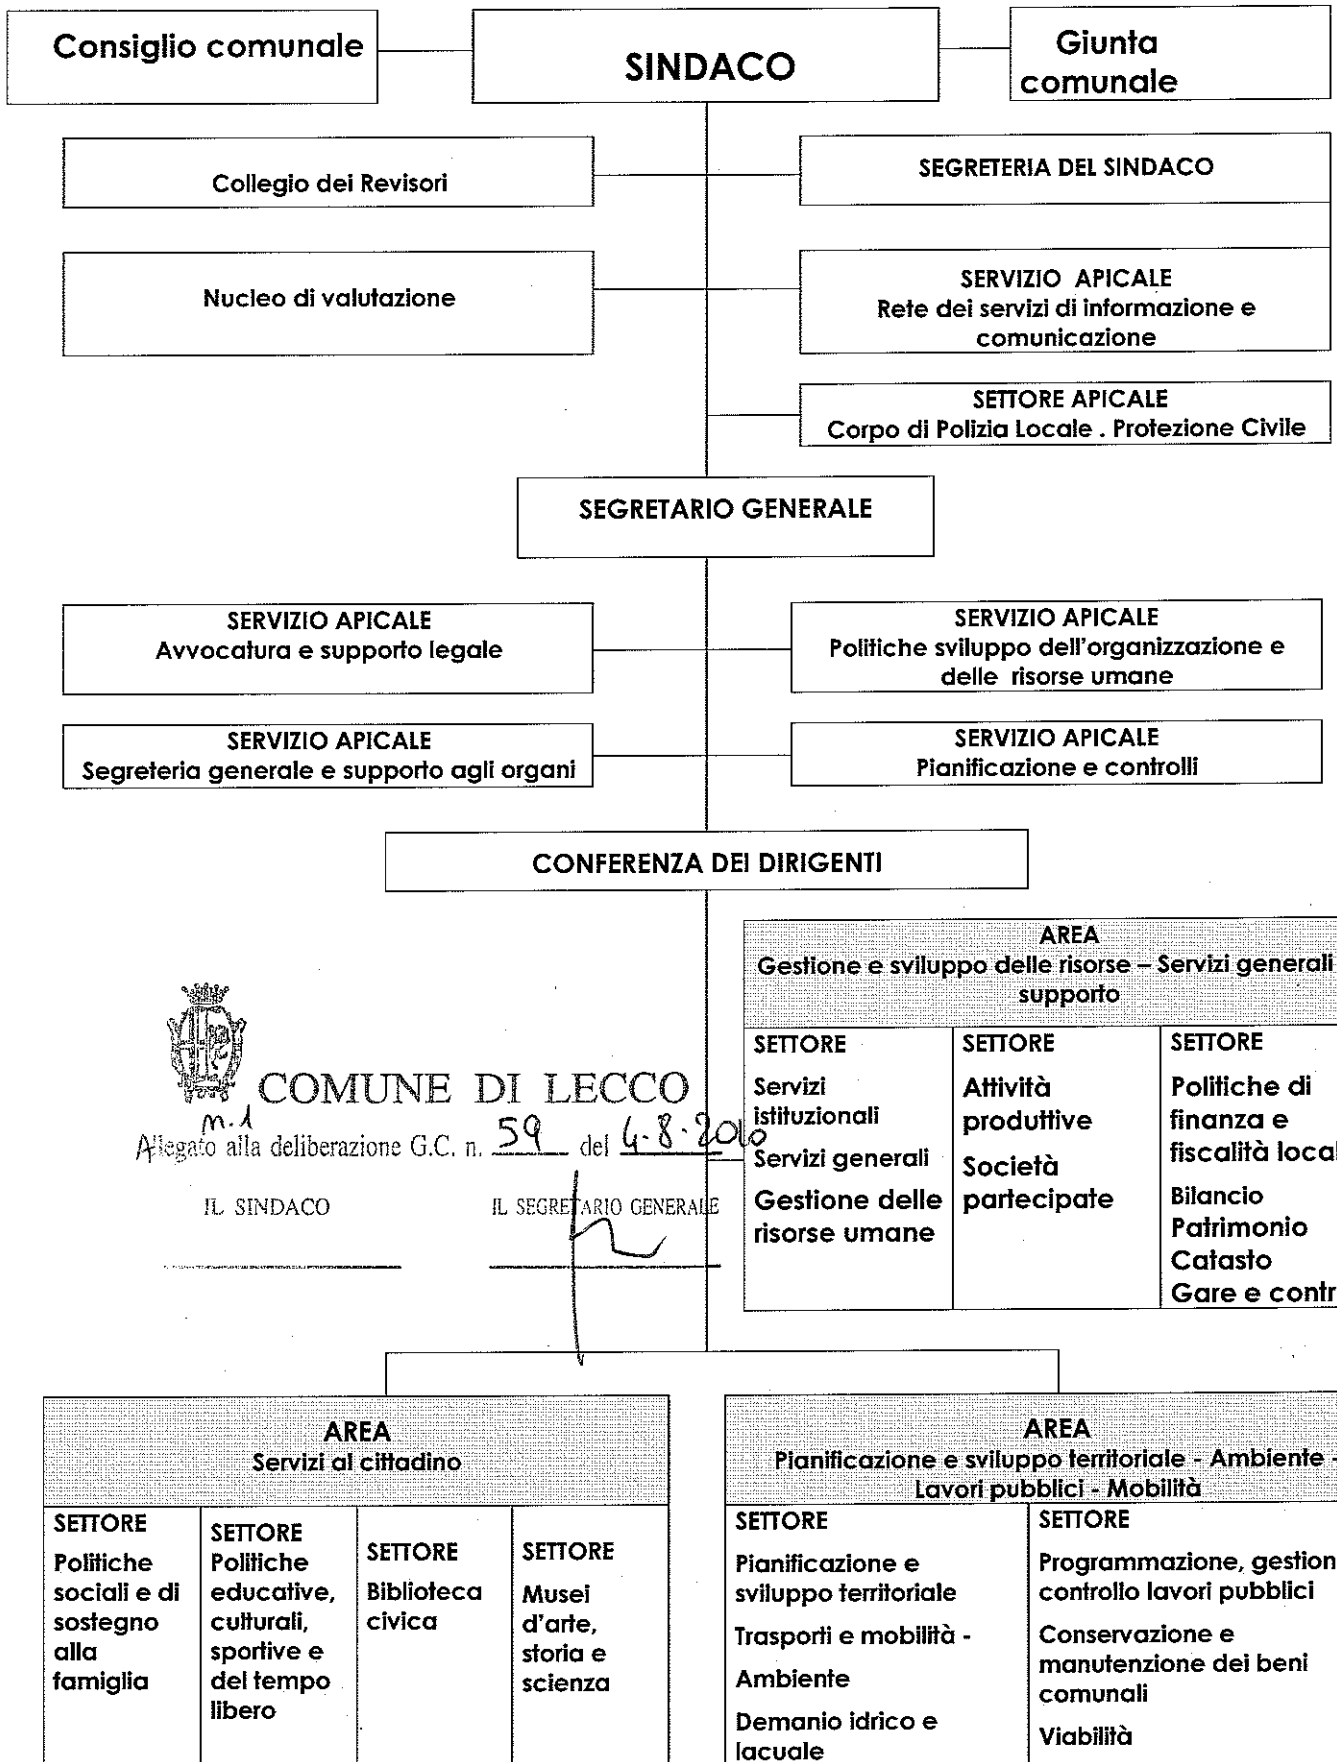 Consiglio comunale
SINDACO
Giunta
comunale
Collegio dei Revisori
SEGRETERIA DEL SINDACO
Nucleo di valutazione
SERVIZIO APICALE
Rete dei servizi di informazione e
comunicazione
SETTORE APICALE
Corpo di Polizia Locale . Protezione Civile
SEGRETARIO GENERALE
SERVIZIO APICALE
Avvocatura e supporto legale
SERVIZIO APICALE
Politiche sviluppo dell'organizzazione e
delle risorse umane
SERVIZIO APICALE
Segreteria generale e supporto agli organi
SERVIZIO APICALE
Pianificazione e controlli
CONFERENZA DEI DIRIGENTI
AREA
Gestione e sviluppo delle risorse – Servizi generali
supporto
SETTORE
Servizi
istituzionali
Servizi generali
Gestione delle
risorse umane
SETTORE
Attività
produttive
Società
partecipate
SETTORE
Politiche di
finanza e
fiscalità local
Bilancio
Patrimonio
Catasto
Gare e contr
COMUNE DI LECCO
n.1
Allegato alla deliberazione G.C. n. 59 del 4.8.2010
IL SINDACO
IL SEGRETARIO GENERALE
AREA
Servizi al cittadino
SETTORE
Politiche
sociali e di
sostegno
alla
famiglia
SETTORE
Politiche
educative,
culturali,
sportive e
del tempo
libero
SETTORE
Biblioteca
civica
SETTORE
Musei
d'arte,
storia e
scienza
AREA
Pianificazione e sviluppo territoriale - Ambiente -
Lavori pubblici - Mobilità
SETTORE
Pianificazione e
sviluppo territoriale
Trasporti e mobilità -
Ambiente
Demanio idrico e
lacuale
SETTORE
Programmazione, gestion
controllo lavori pubblici
Conservazione e
manutenzione dei beni
comunali
Viabilità